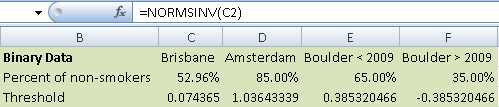 fx =NORMSINV(C2)
B C D E F
Binary Data Brisbane Amsterdam Boulder < 2009 Boulder > 2009
Percent of non-smokers 52.96% 85.00% 65.00% 35.00%
Threshold 0.074365 1.03643339 0.385320466 -0.385320466